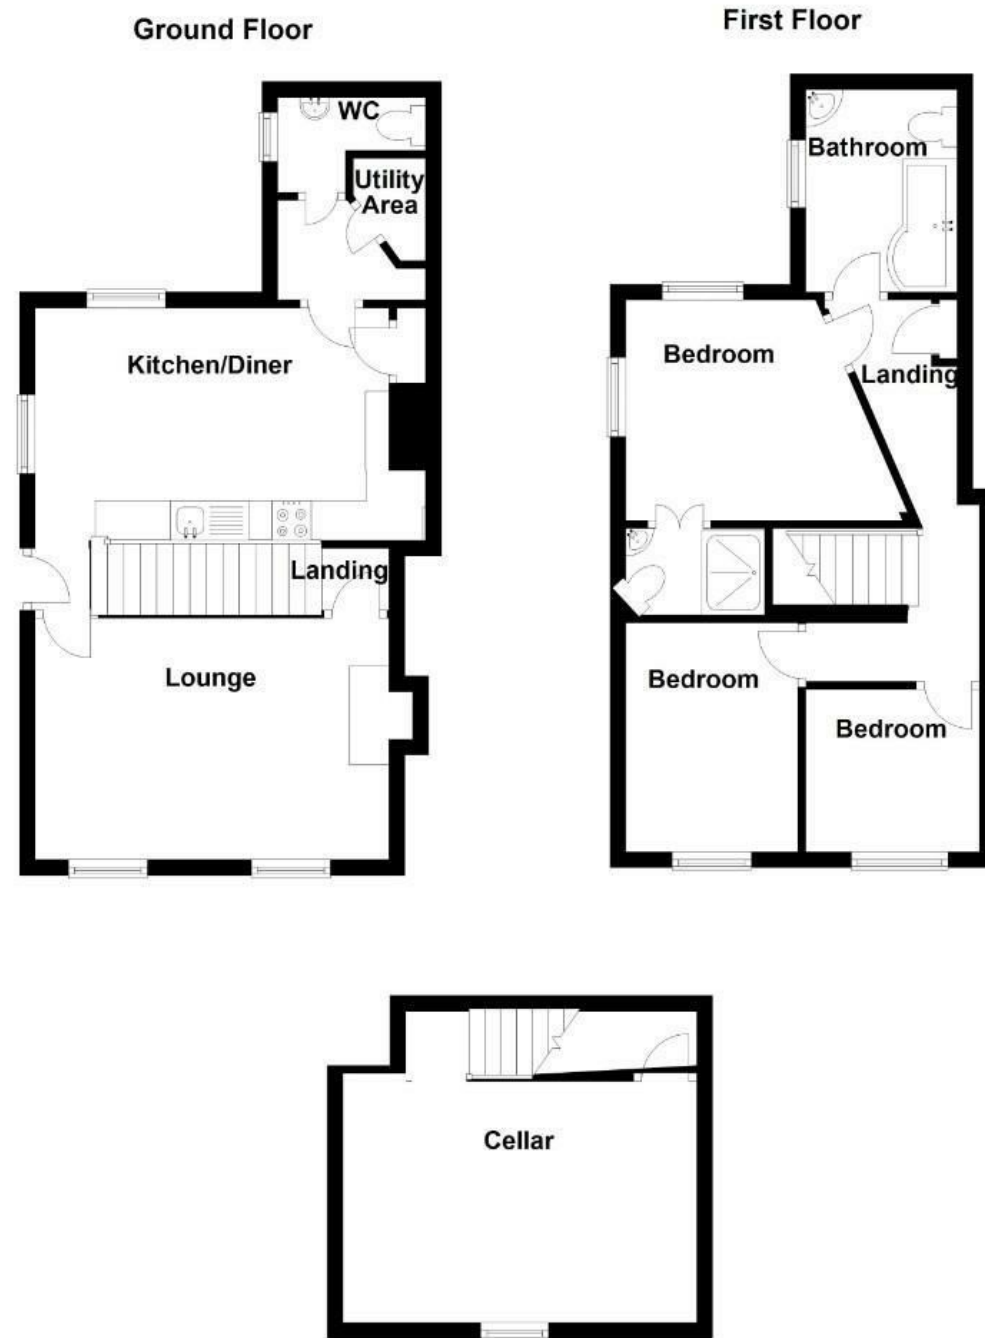 Ground Floor
WC
Utility
Area
Kitchen/Diner
Landing
Lounge
First Floor
Bathroom
Bedroom
Landing
Bedroom
Bedroom
Cellar